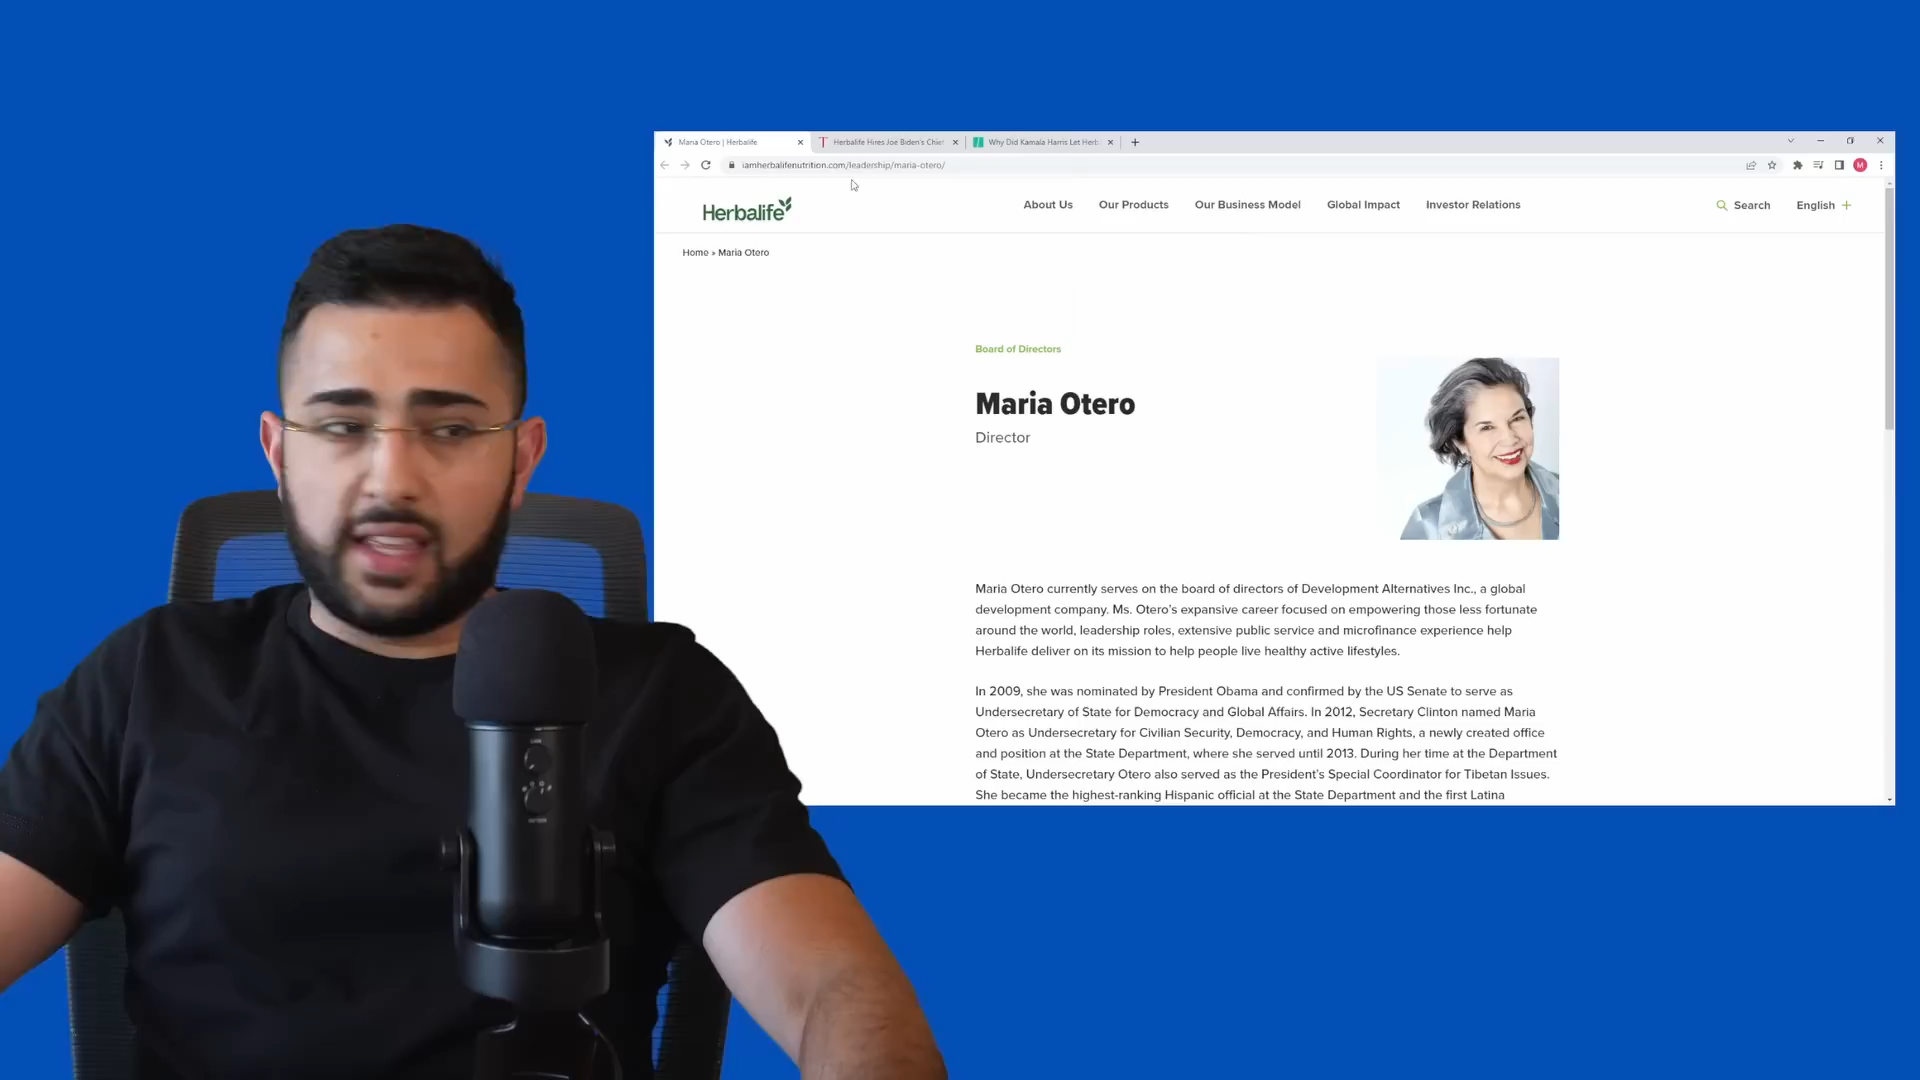 Maria Otero | Herbalife
Herbalife Hires Joe Biden's Chief
Why Did Kamala Harris Let Herb
iamherbalifenutrition.com/leadership/maria-otero/
M
Herbalife
About Us
Our Products
Our Business Model
Global Impact
Investor Relations
Search
English +
Home » Maria Otero
Board of Directors
Maria Otero
Director
Maria Otero currently serves on the board of directors of Development Alternatives Inc., a global
development company. Ms. Otero's expansive career focused on empowering those less fortunate
around the world, leadership roles, extensive public service and microfinance experience help
Herbalife deliver on its mission to help people live healthy active lifestyles.
In 2009, she was nominated by President Obama and confirmed by the US Senate to serve as
Undersecretary of State for Democracy and Global Affairs. In 2012, Secretary Clinton named Maria
Otero as Undersecretary for Civilian Security, Democracy, and Human Rights, a newly created office
and position at the State Department, where she served until 2013. During her time at the Department
of State, Undersecretary Otero also served as the President's Special Coordinator for Tibetan Issues.
She became the highest-ranking Hispanic official at the State Department and the first Latina